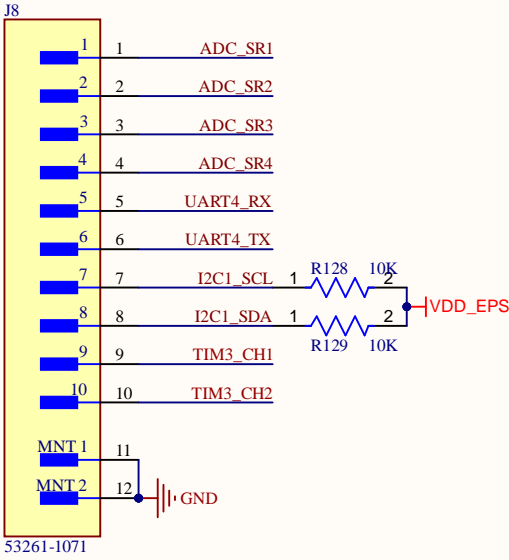 J8
1 1 ADC_SR1
2 2 ADC_SR2
3 3 ADC_SR3
4 4 ADC_SR4
5 5 UART4_RX
6 6 UART4_TX
7 7 I2C1_SCL 1 R128 10K 2
VDD_EPS
8 8 I2C1_SDA 1 R129 10K 2
9 9 TIM3_CH1
10 10 TIM3_CH2
MNT 1 11
MNT 2 12 GND
53261-1071